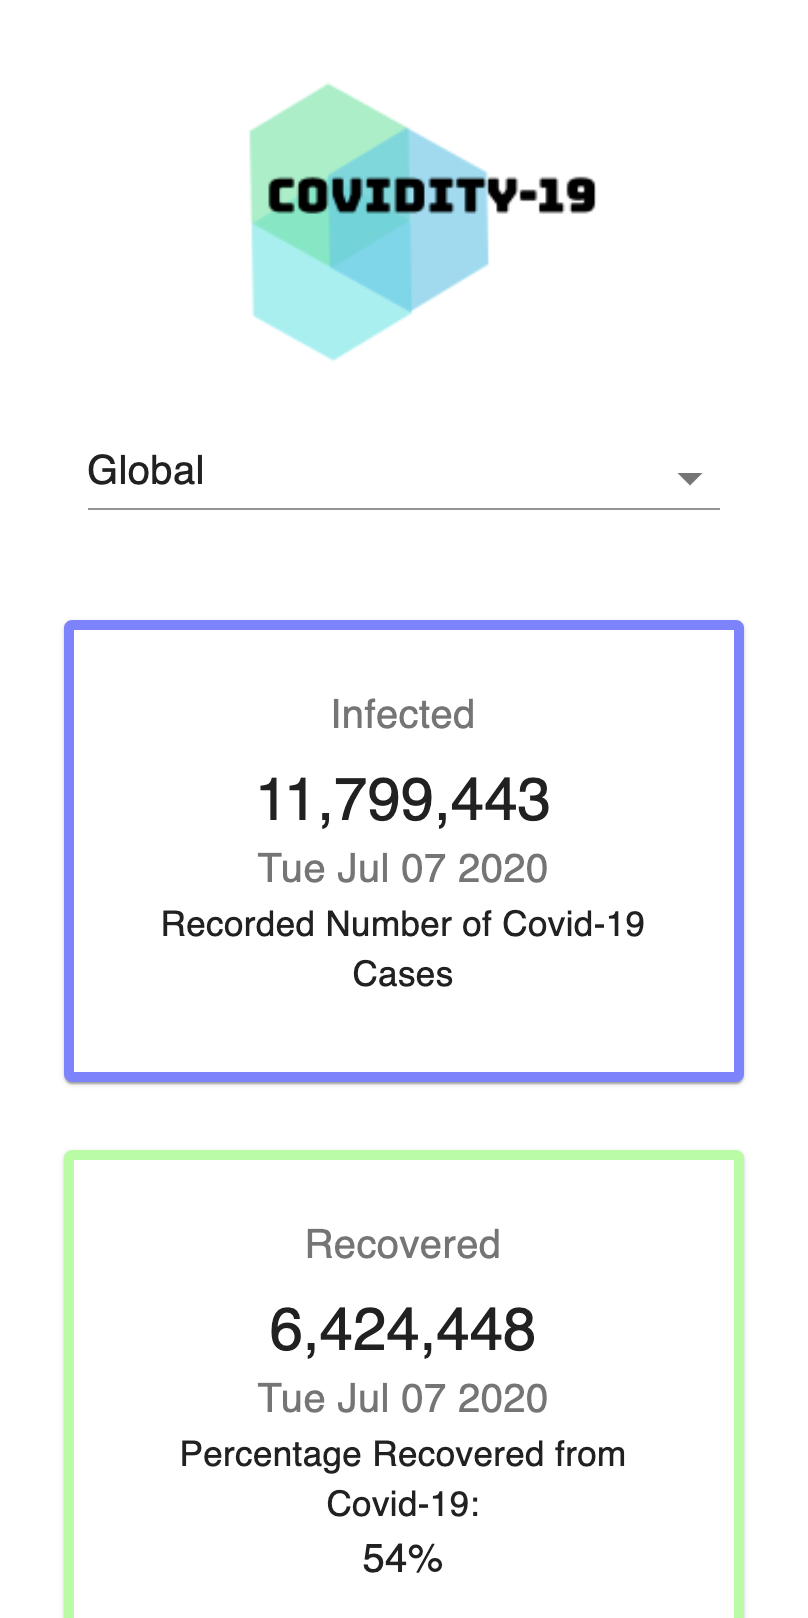 COVIDITY-19
Global
Infected
11,799,443
Tue Jul 07 2020
Recorded Number of Covid-19
Cases
Recovered
6,424,448
Tue Jul 07 2020
Percentage Recovered from
Covid-19:
54%